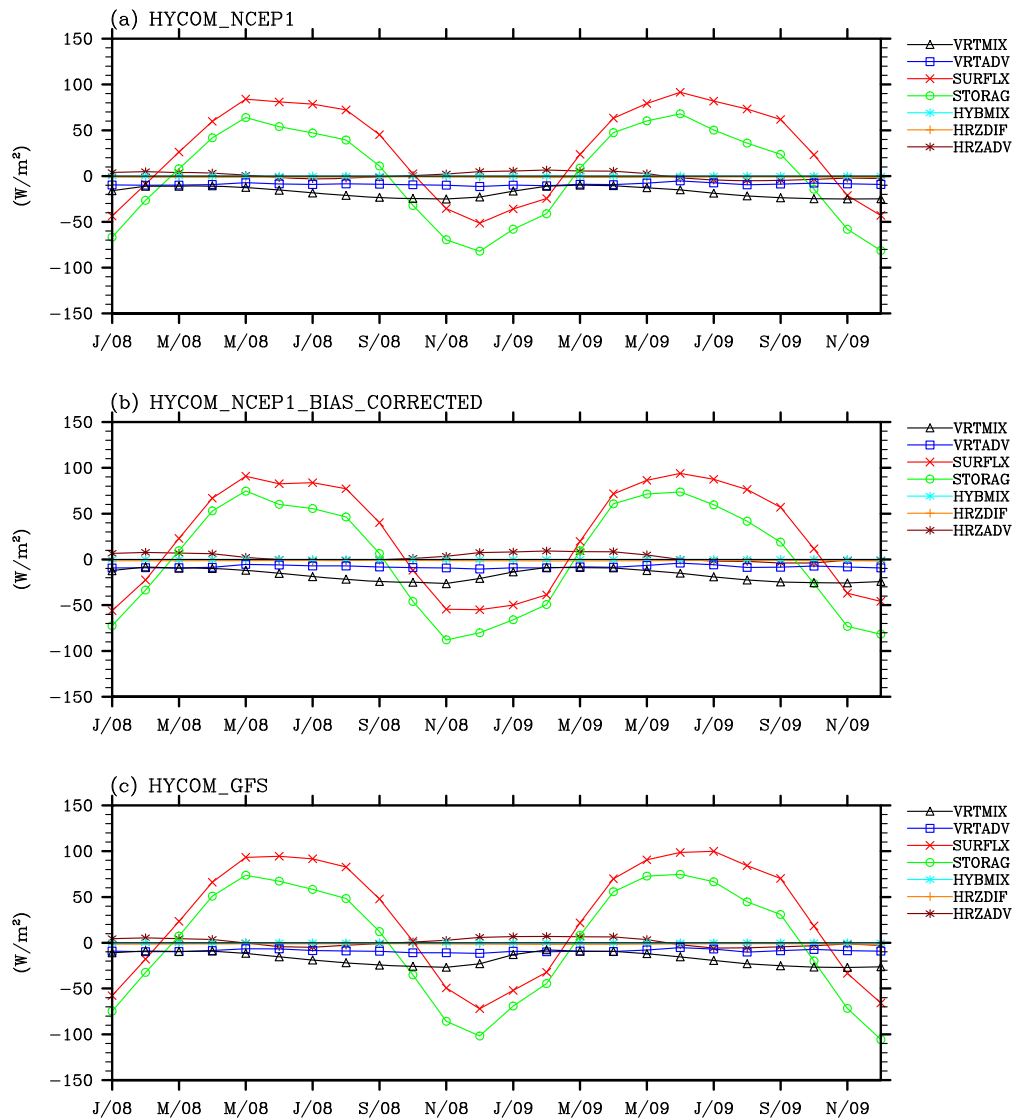 (a) HYCOM_NCEP1
150
100
50
0
−50
−100
−150
(W/m²)
J/08 M/08 M/08 J/08 S/08 N/08 J/09 M/09 M/09 J/09 S/09 N/09
VRTMIX
VRTADV
SURFLX
STORAG
HYBMIX
HRZDIF
HRZADV
(b) HYCOM_NCEP1_BIAS_CORRECTED
150
100
50
0
−50
−100
−150
(W/m²)
J/08 M/08 M/08 J/08 S/08 N/08 J/09 M/09 M/09 J/09 S/09 N/09
VRTMIX
VRTADV
SURFLX
STORAG
HYBMIX
HRZDIF
HRZADV
(c) HYCOM_GFS
150
100
50
0
−50
−100
−150
(W/m²)
J/08 M/08 M/08 J/08 S/08 N/08 J/09 M/09 M/09 J/09 S/09 N/09
VRTMIX
VRTADV
SURFLX
STORAG
HYBMIX
HRZDIF
HRZADV